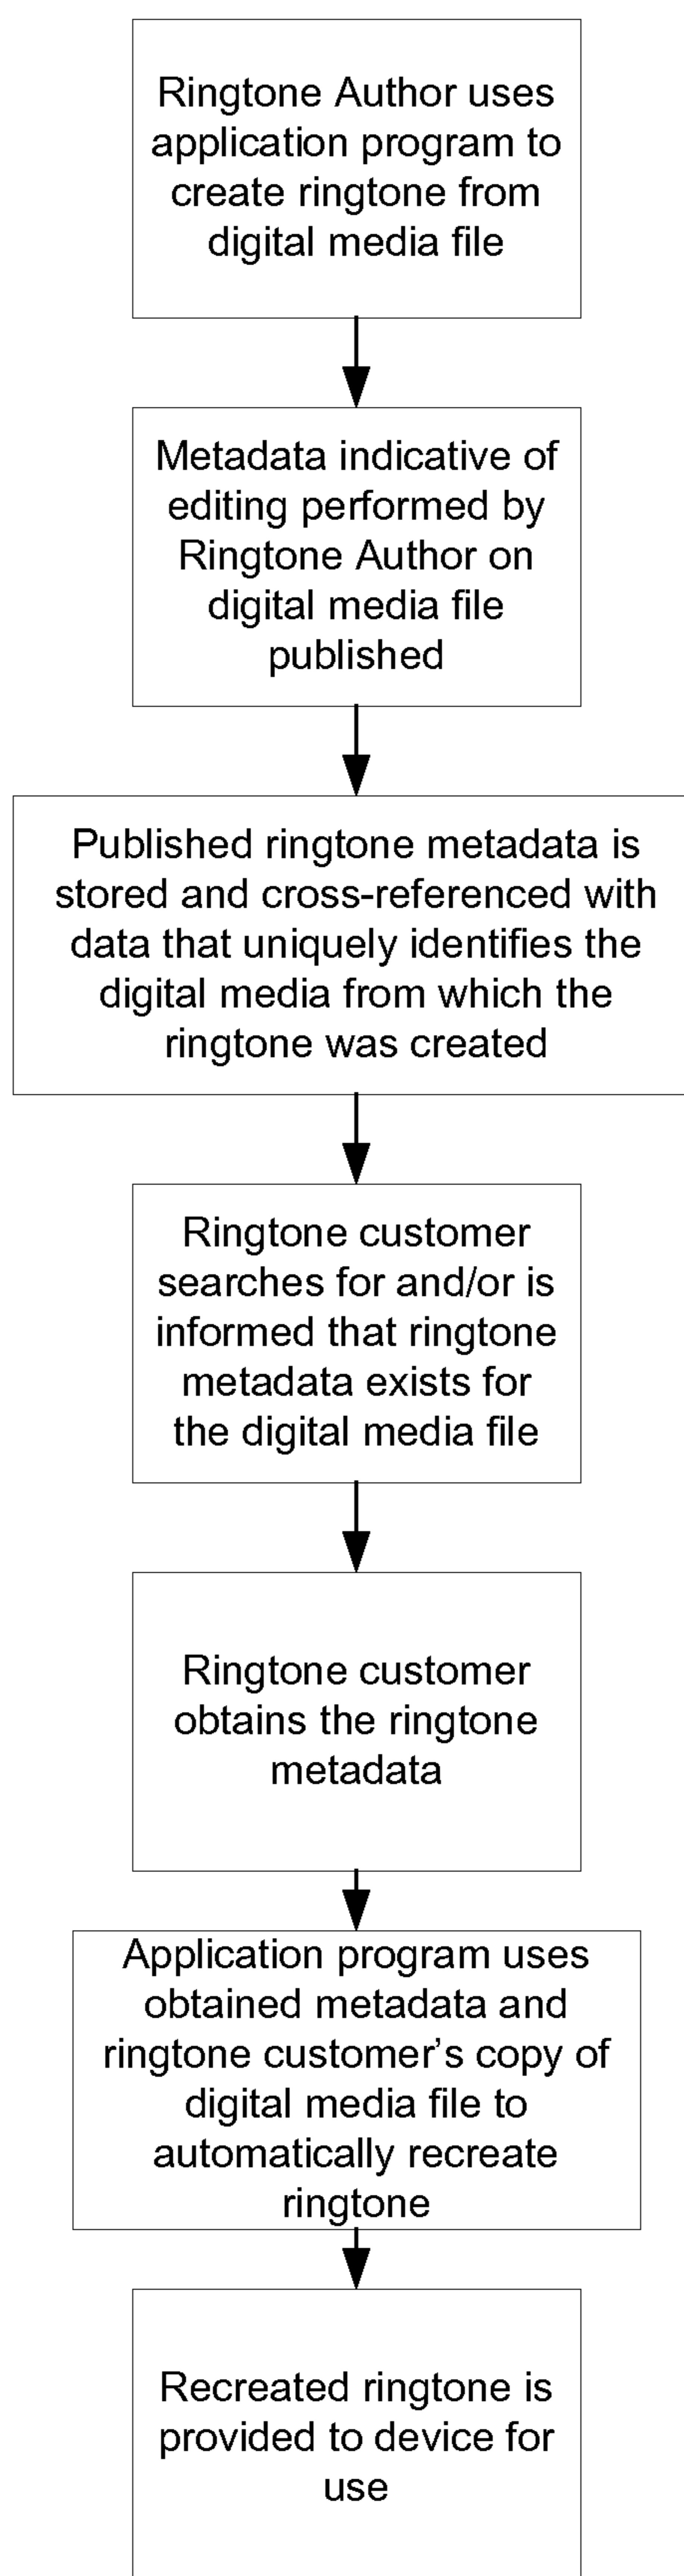 Ringtone Author uses
application program to
create ringtone from
digital media file
Metadata indicative of
editing performed by
Ringtone Author on
digital media file
published
Published ringtone metadata is
stored and cross-referenced with
data that uniquely identifies the
digital media from which the
ringtone was created
Ringtone customer
searches for and/or is
informed that ringtone
metadata exists for
the digital media file
Ringtone customer
obtains the ringtone
metadata
Application program uses
obtained metadata and
ringtone customer’s copy of
digital media file to
automatically recreate
ringtone
Recreated ringtone is
provided to device for
use